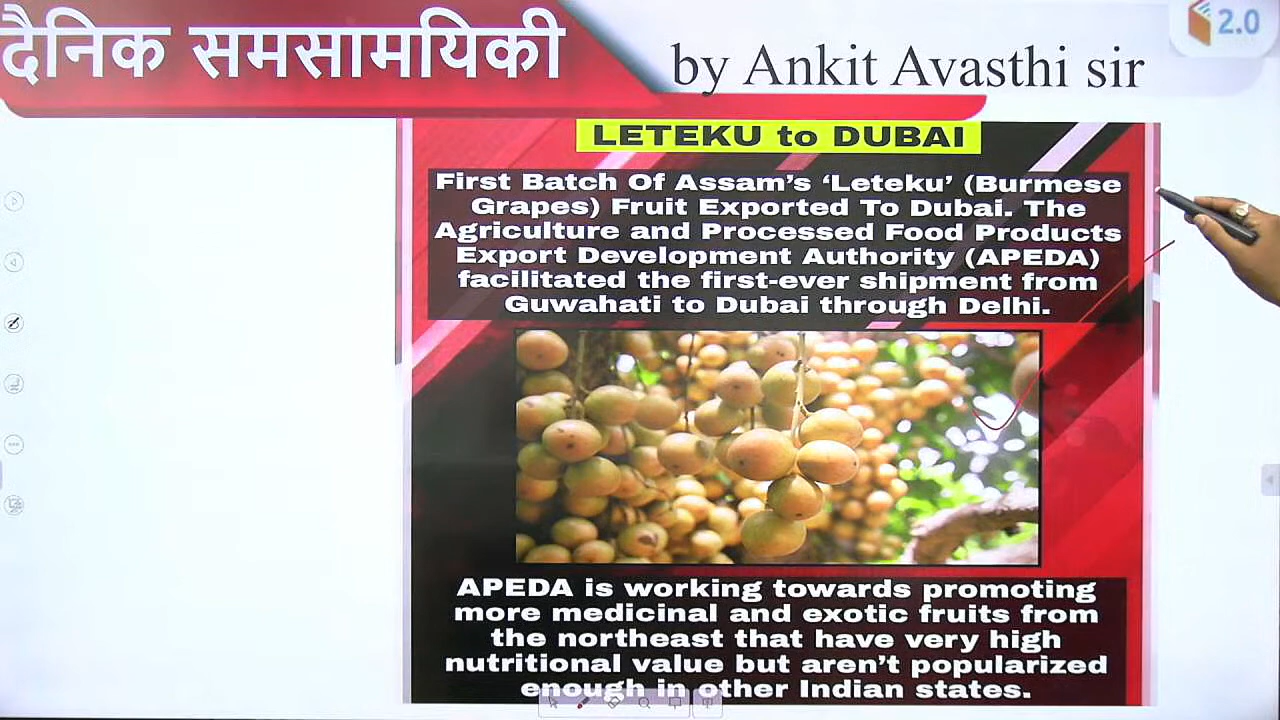 दैनिक समसामयिकी
by Ankit Avasthi sir
2.0
LETEKU to DUBAI
First Batch Of Assam's 'Leteku' (Burmese
Grapes) Fruit Exported To Dubai. The
Agriculture and Processed Food Products
Export Development Authority (APEDA)
facilitated the first-ever shipment from
Guwahati to Dubai through Delhi.
APEDA is working towards promoting
more medicinal and exotic fruits from
the northeast that have very high
nutritional value but aren't popularized
enough in other Indian states.